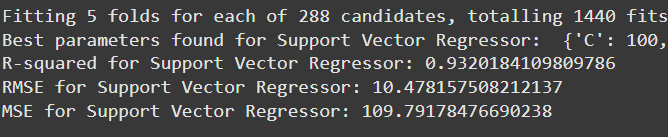 Fitting 5 folds for each of 288 candidates, totalling 1440 fits
Best parameters found for Support Vector Regressor:  {'C': 100,
R-squared for Support Vector Regressor: 0.9320184109809786
RMSE for Support Vector Regressor: 10.478157508212137
MSE for Support Vector Regressor: 109.79178476690238